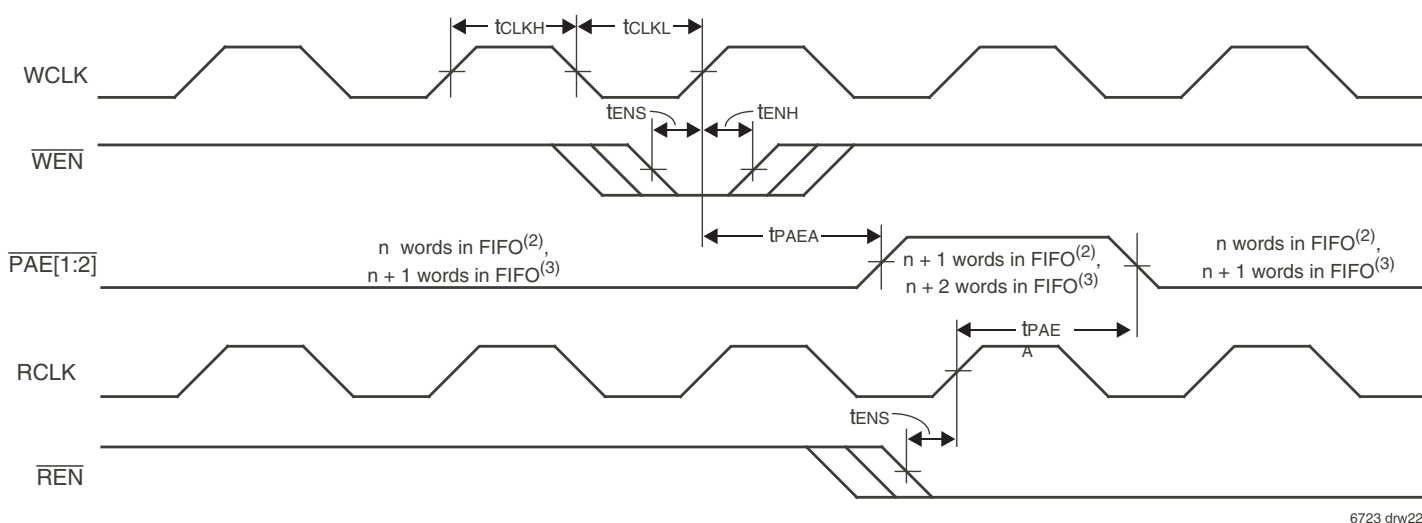 tCLKH
tCLKL
WCLK
tENS
tENH
WEN
tPAEA
PAE[1:2]
n words in FIFO(2),
n + 1 words in FIFO(3)
n + 1 words in FIFO(2),
n + 2 words in FIFO(3)
n words in FIFO(2),
n + 1 words in FIFO(3)
tPAE
A
RCLK
tENS
REN
6723 drw22